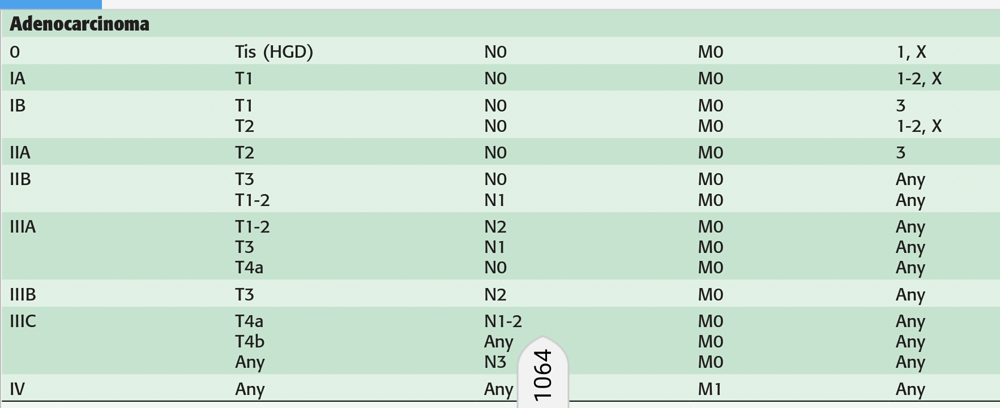 Adenocarcinoma
0 Tis (HGD) N0 M0 1, X
IA T1 N0 M0 1-2, X
IB T1 N0 M0 3
T2 N0 M0 1-2, X
IIA T2 N0 M0 3
IIB T3 N0 M0 Any
T1-2 N1 M0 Any
IIIA T1-2 N2 M0 Any
T3 N1 M0 Any
T4a N0 M0 Any
IIIB T3 N2 M0 Any
IIIC T4a N1-2 M0 Any
T4b Any M0 Any
Any N3 M0 Any
IV Any Any M1 Any
1064